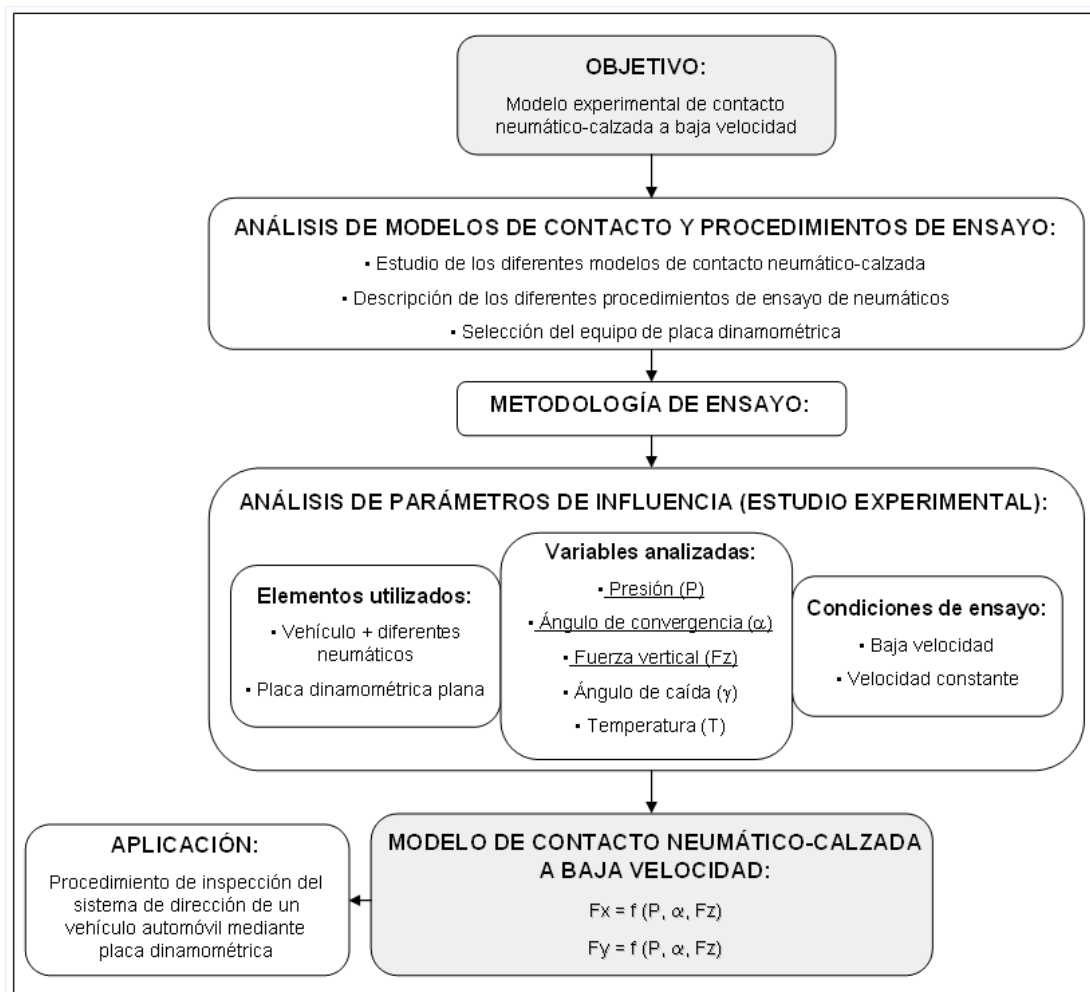 OBJETIVO:
Modelo experimental de contacto
neumático-calzada a baja velocidad
ANÁLISIS DE MODELOS DE CONTACTO Y PROCEDIMIENTOS DE ENSAYO:
▪ Estudio de los diferentes modelos de contacto neumático-calzada
▪ Descripción de los diferentes procedimientos de ensayo de neumáticos
▪ Selección del equipo de placa dinamométrica
METODOLOGÍA DE ENSAYO:
ANÁLISIS DE PARÁMETROS DE INFLUENCIA (ESTUDIO EXPERIMENTAL):
Elementos utilizados:
▪ Vehículo + diferentes
neumáticos
▪ Placa dinamométrica plana
Variables analizadas:
▪ Presión (P)
▪ Ángulo de convergencia (α)
▪ Fuerza vertical (Fz)
▪ Ángulo de caída (γ)
▪ Temperatura (T)
Condiciones de ensayo:
▪ Baja velocidad
▪ Velocidad constante
MODELO DE CONTACTO NEUMÁTICO-CALZADA
A BAJA VELOCIDAD:
Fx = f (P, α, Fz)
Fy = f (P, α, Fz)
APLICACIÓN:
Procedimiento de inspección del
sistema de dirección de un
vehículo automóvil mediante
placa dinamométrica